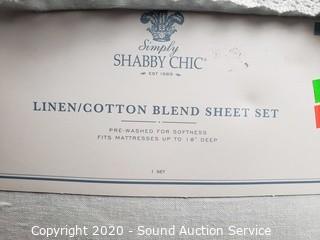 Simply
SHABBY CHIC®
EST 1989
LINEN/COTTON BLEND SHEET SET
PRE-WASHED FOR SOFTNESS
FITS MATTRESSES UP TO 18" DEEP
1 SET
Copyright 2020 - Sound Auction Service